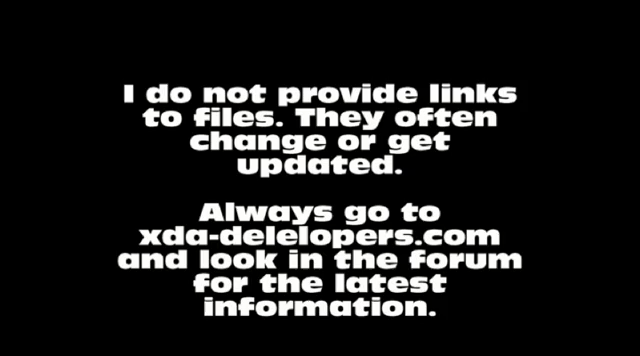 I do not provide links
to files. They often
change or get
updated.
Always go to
xda-delelopers.com
and look in the forum
for the latest
information.